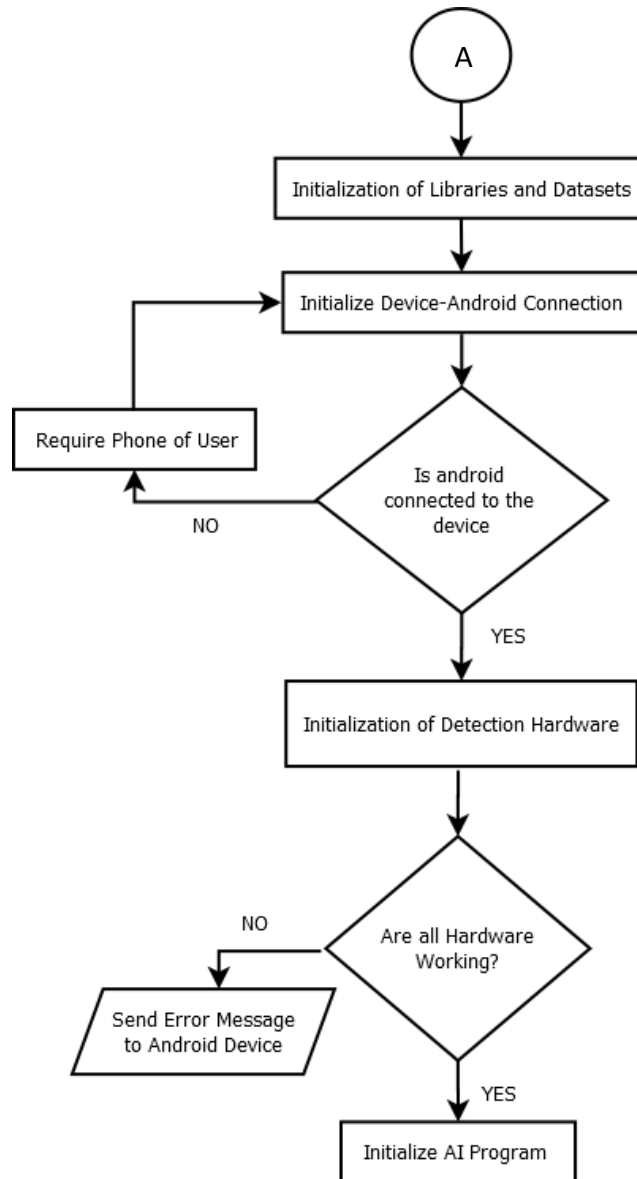 A
Initialization of Libraries and Datasets
Initialize Device-Android Connection
Require Phone of User
Is android
connected to the
device
NO
YES
Initialization of Detection Hardware
NO
Are all Hardware
Working?
Send Error Message
to Android Device
YES
Initialize AI Program